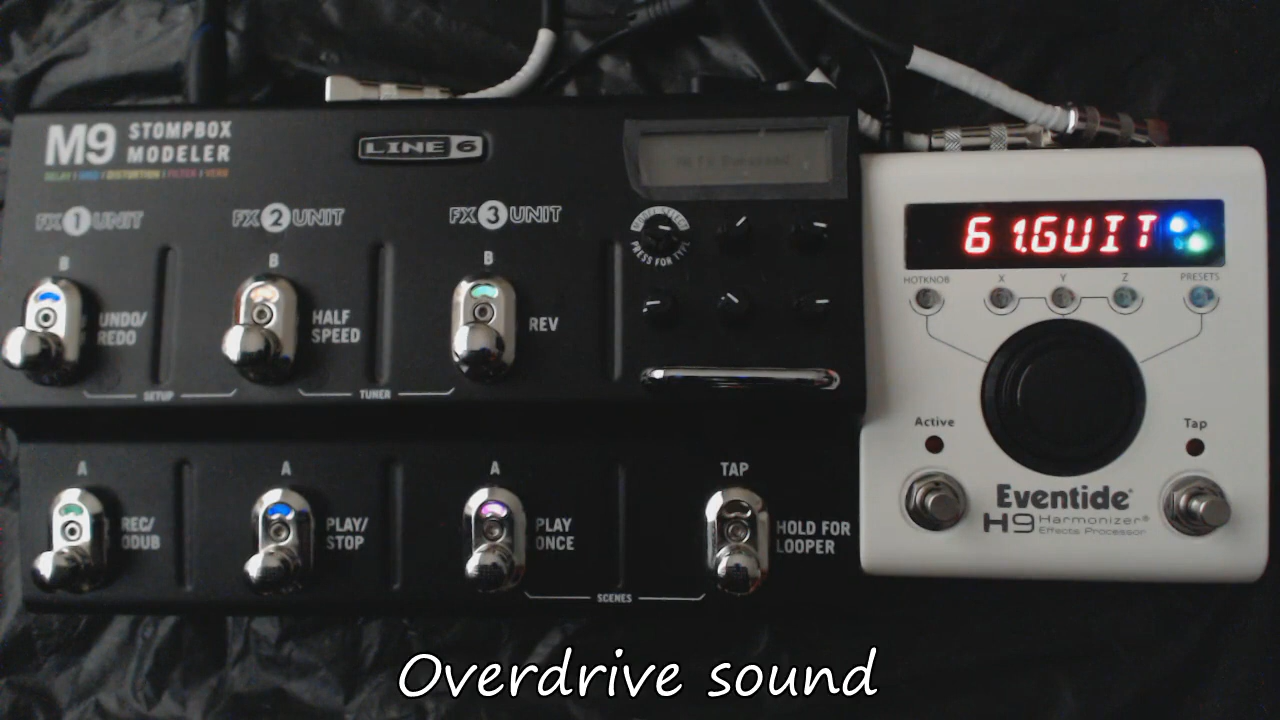 M9 STOMPBOX
MODELER
DELAY | MOD / DISTORTION | FILTER | VERB
LINE 6
FX 1 UNIT
FX 2 UNIT
FX 3 UNIT
MODEL SELECT
PRESS FOR TYPE
B
UNDO/
REDO
B
HALF
SPEED
B
REV
SETUP
TUNER
A
REC/
ODUB
A
PLAY/
STOP
A
PLAY
ONCE
TAP
HOLD FOR
LOOPER
SCENES
61.GUIT
HOTKNOB X Y Z PRESETS
Active
Tap
Eventide®
H9 Harmonizer®
Effects Processor
Overdrive sound